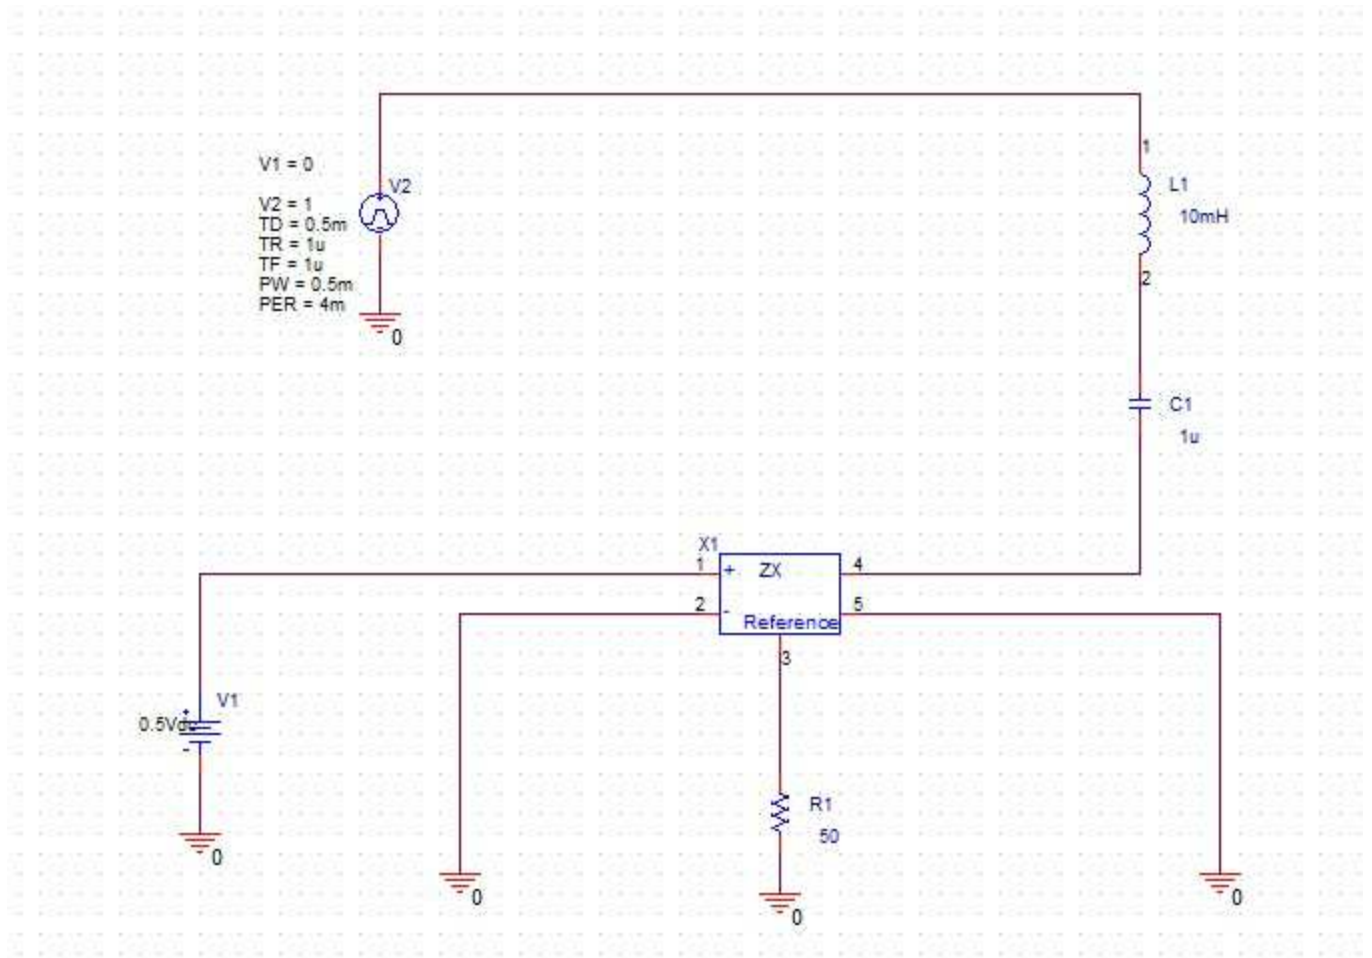 V1 = 0
V2
V2 = 1
TD = 0.5m
TR = 1u
TF = 1u
PW = 0.5m
PER = 4m
0
1
L1
10mH
2
C1
1u
X1
1
+
ZX
4
2
-
Reference
5
3
V1
+
0.5Vdc
-
0
R1
50
0
0
0